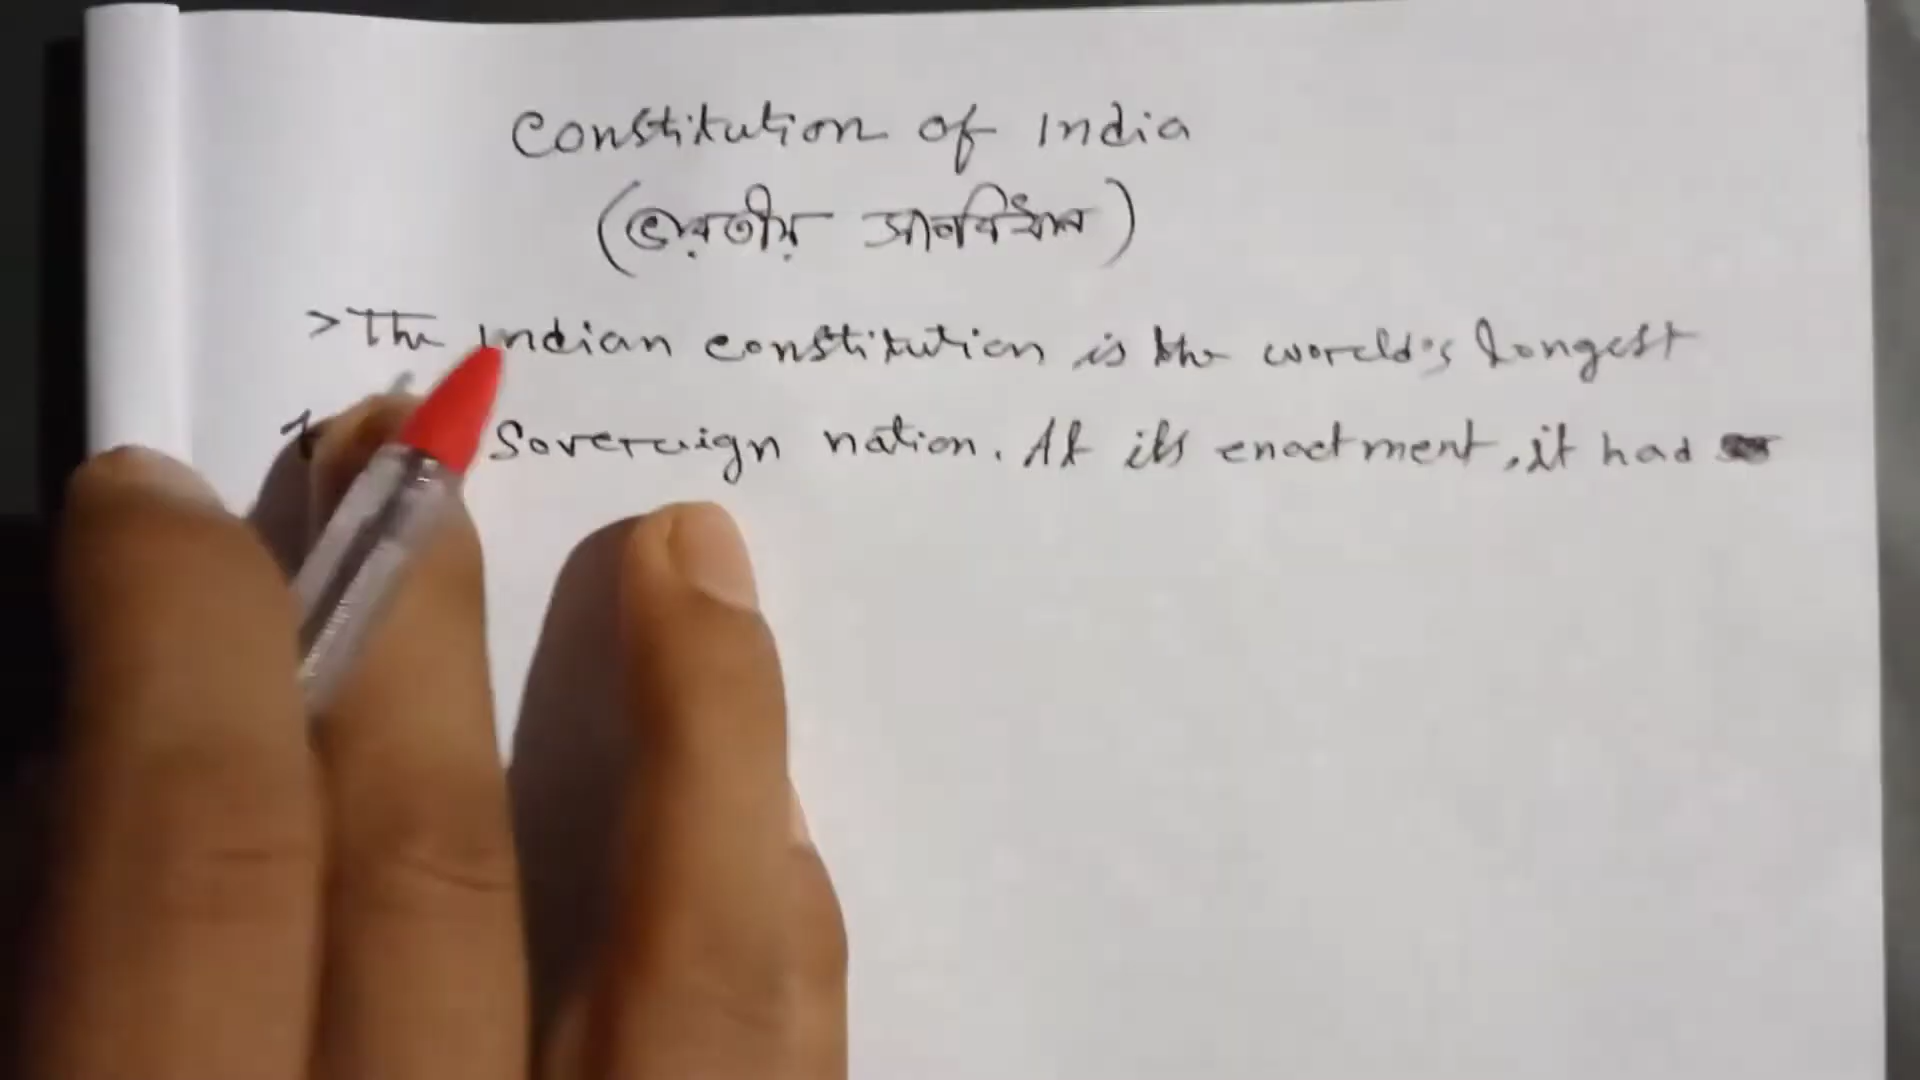 Constitution of India
(ভারতীয় সংবিধান)
> The Indian constitution is the world's longest
Sovereign nation. At its enactment, it had